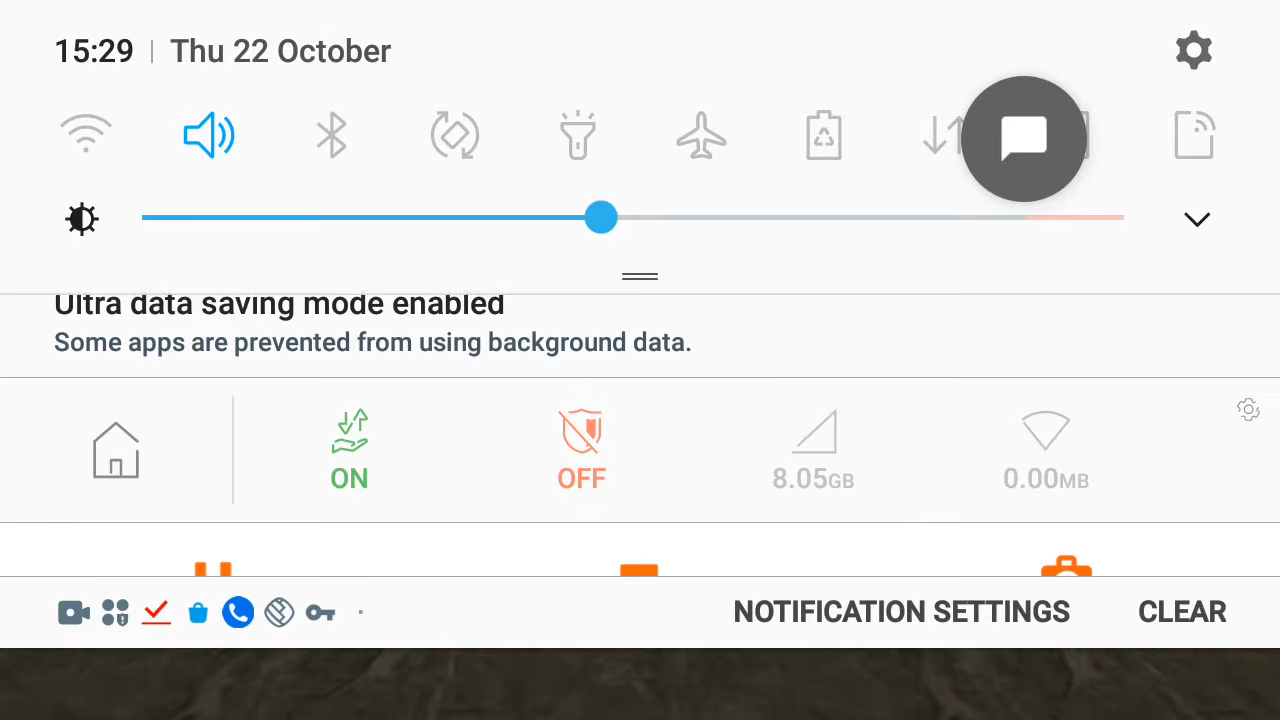 15:29 | Thu 22 October
Ultra data saving mode enabled
Some apps are prevented from using background data.
ON
OFF
8.05GB
0.00MB
NOTIFICATION SETTINGS
CLEAR